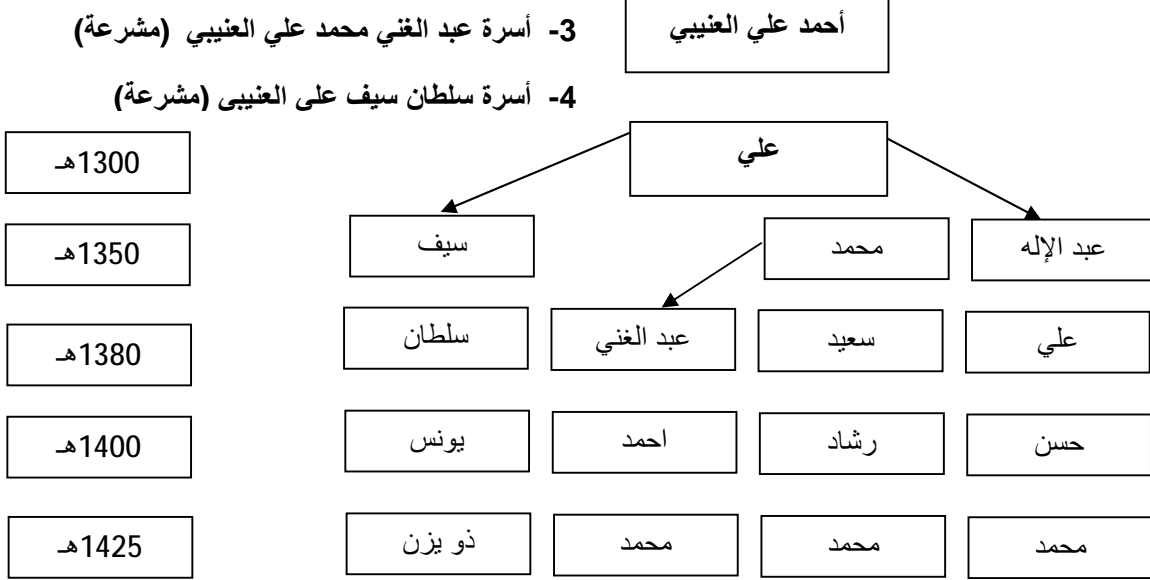 أحمد علي العنيبي
3- أسرة عبد الغني محمد علي العنيبي (مشرعة)
4- أسرة سلطان سيف على العنيبى (مشرعة)
علي
1300هـ
عبد الإله
محمد
سيف
1350هـ
علي
سعيد
عبد الغني
سلطان
1380هـ
حسن
رشاد
احمد
يونس
1400هـ
محمد
محمد
محمد
ذو يزن
1425هـ